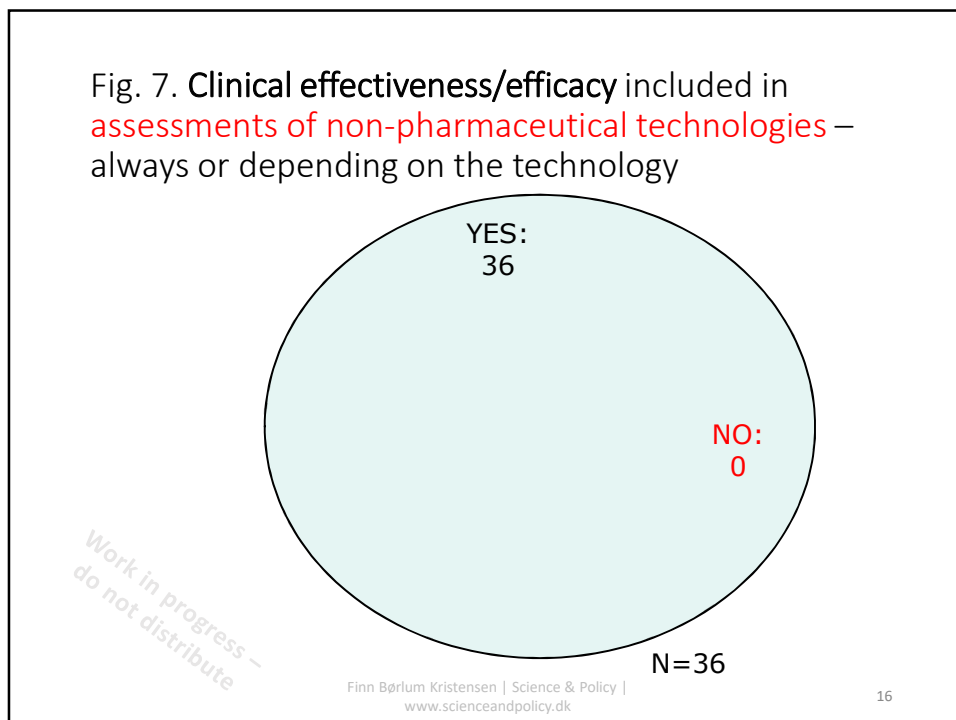 Fig. 7. Clinical effectiveness/efficacy included in
assessments of non-pharmaceutical technologies –
always or depending on the technology
YES:
36
NO:
0
Work in progress –
do not distribute
N=36
Finn Børlum Kristensen | Science & Policy |
www.scienceandpolicy.dk
16